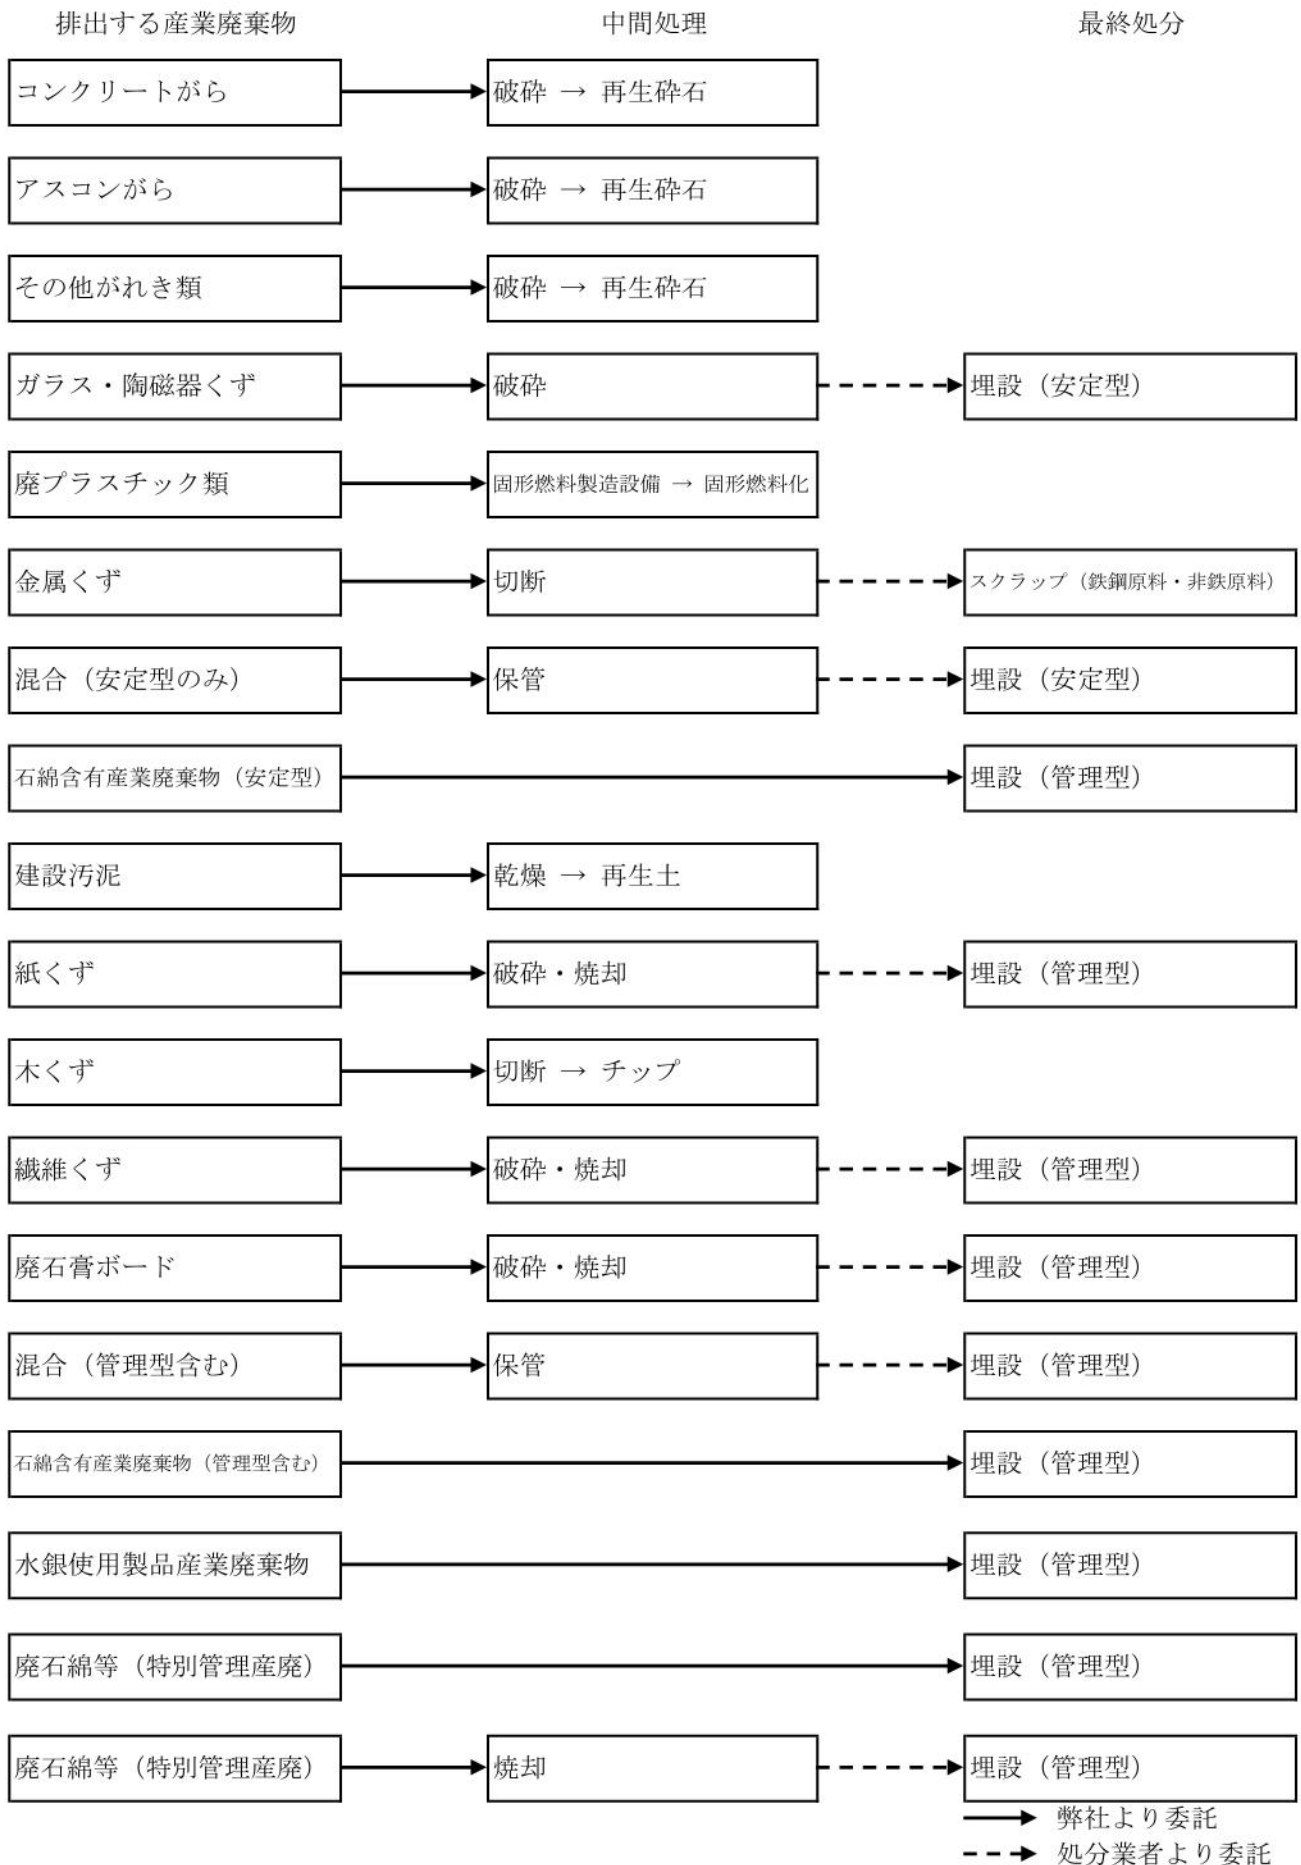 排出する産業廃棄物 中間処理 最終処分
コンクリートがら 破砕 → 再生砕石
アスコンがら 破砕 → 再生砕石
その他がれき類 破砕 → 再生砕石
ガラス・陶磁器くず 破砕 埋設（安定型）
廃プラスチック類 固形燃料製造設備 → 固形燃料化
金属くず 切断 スクラップ（鉄鋼原料・非鉄原料）
混合（安定型のみ） 保管 埋設（安定型）
石綿含有産業廃棄物（安定型） 埋設（管理型）
建設汚泥 乾燥 → 再生土
紙くず 破砕・焼却 埋設（管理型）
木くず 切断 → チップ
繊維くず 破砕・焼却 埋設（管理型）
廃石膏ボード 破砕・焼却 埋設（管理型）
混合（管理型含む） 保管 埋設（管理型）
石綿含有産業廃棄物（管理型含む） 埋設（管理型）
水銀使用製品産業廃棄物 埋設（管理型）
廃石綿等（特別管理産廃） 埋設（管理型）
廃石綿等（特別管理産廃） 焼却 埋設（管理型）
弊社より委託
処分業者より委託